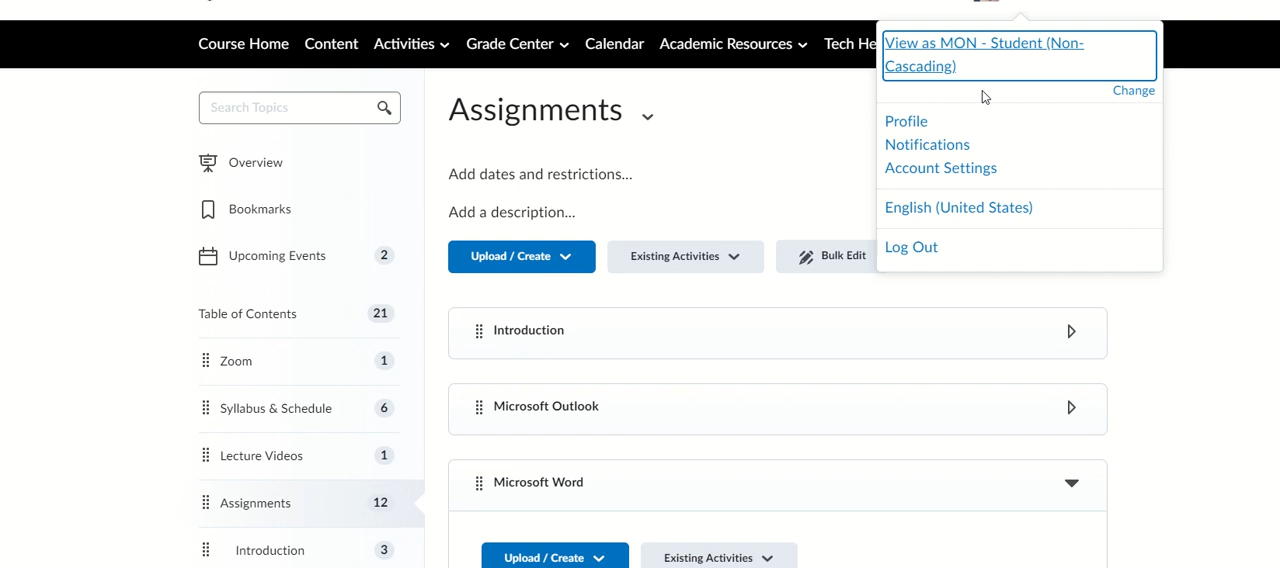 Course Home Content Activities Grade Center Calendar Academic Resources Tech He
View as MON - Student (Non-
Cascading)
Change
Profile
Notifications
Account Settings
English (United States)
Log Out
Search Topics
Overview
Bookmarks
Upcoming Events 2
Table of Contents 21
Zoom 1
Syllabus & Schedule 6
Lecture Videos 1
Assignments 12
Introduction 3
Assignments
Add dates and restrictions...
Add a description...
Upload / Create Existing Activities Bulk Edit
Introduction
Microsoft Outlook
Microsoft Word
Upload / Create Existing Activities